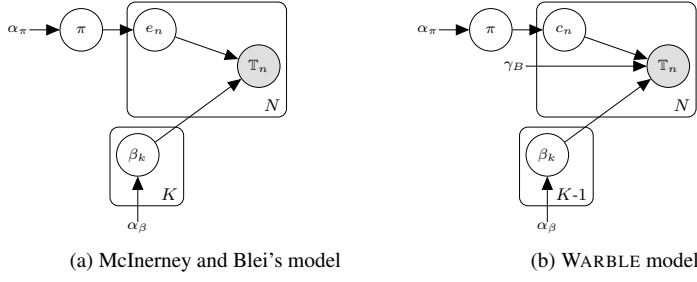 α_π π e_n 𝕋_n N
β_k K
α_β
(a) McInerney and Blei's model
α_π π c_n 𝕋_n γ_B N
β_k K-1
α_β
(b) WARBLE model